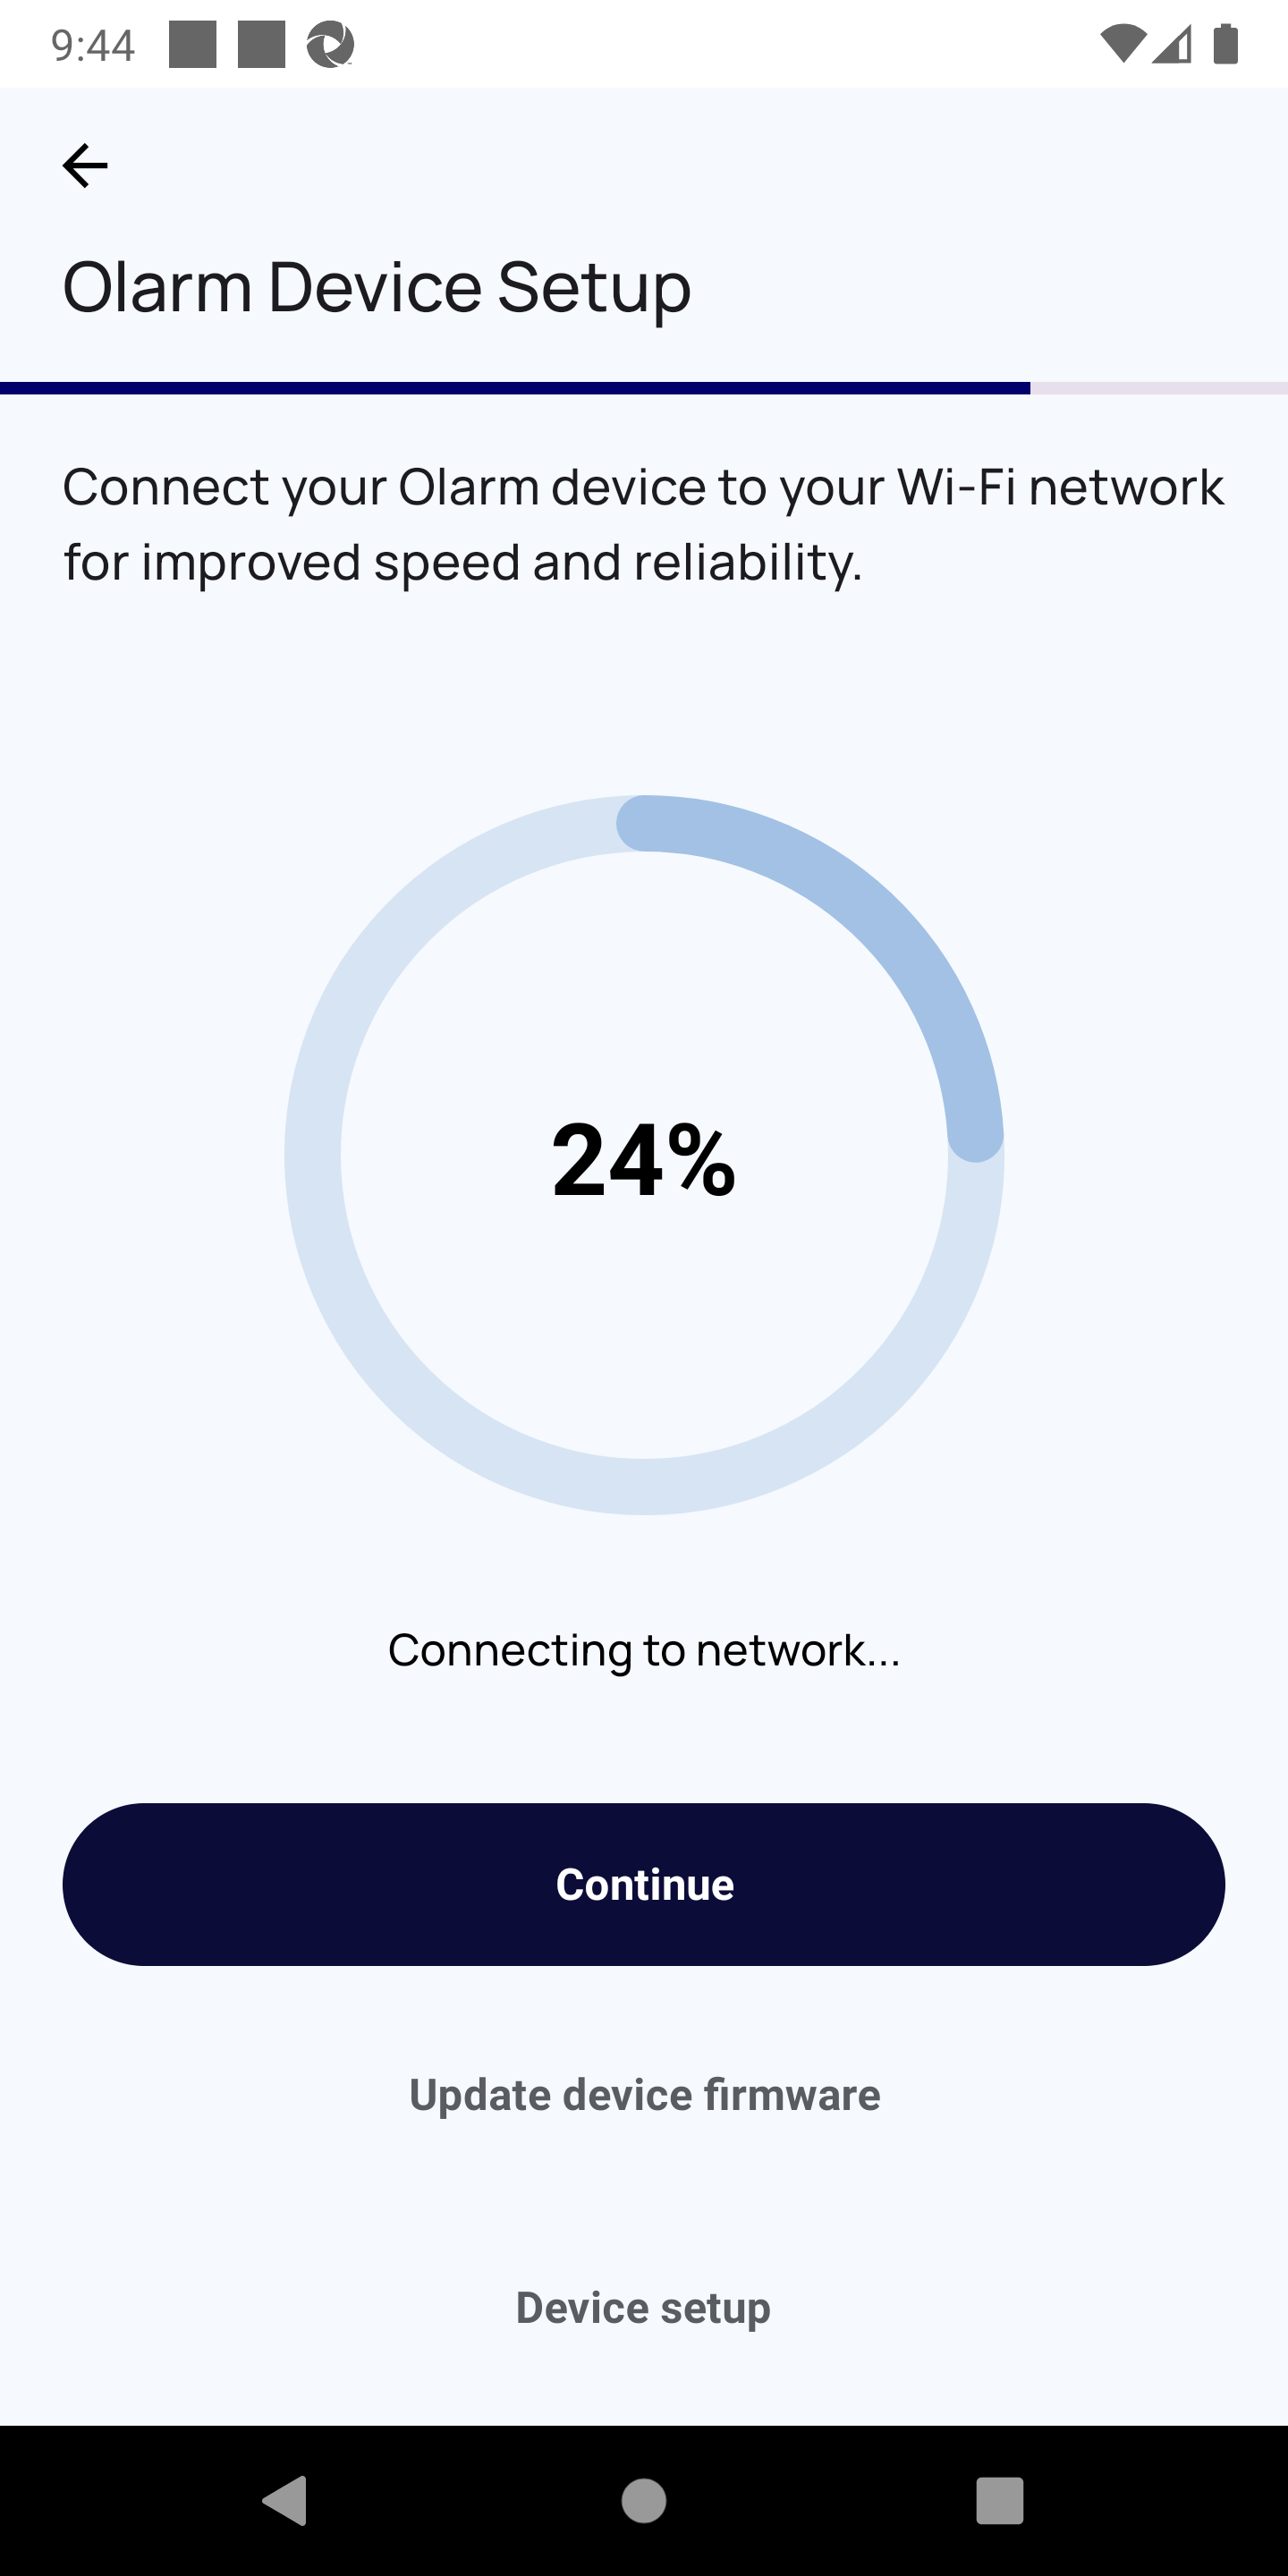 9:44
Olarm Device Setup
Connect your Olarm device to your Wi-Fi network
for improved speed and reliability.
24%
Connecting to network...
Continue
Update device firmware
Device setup